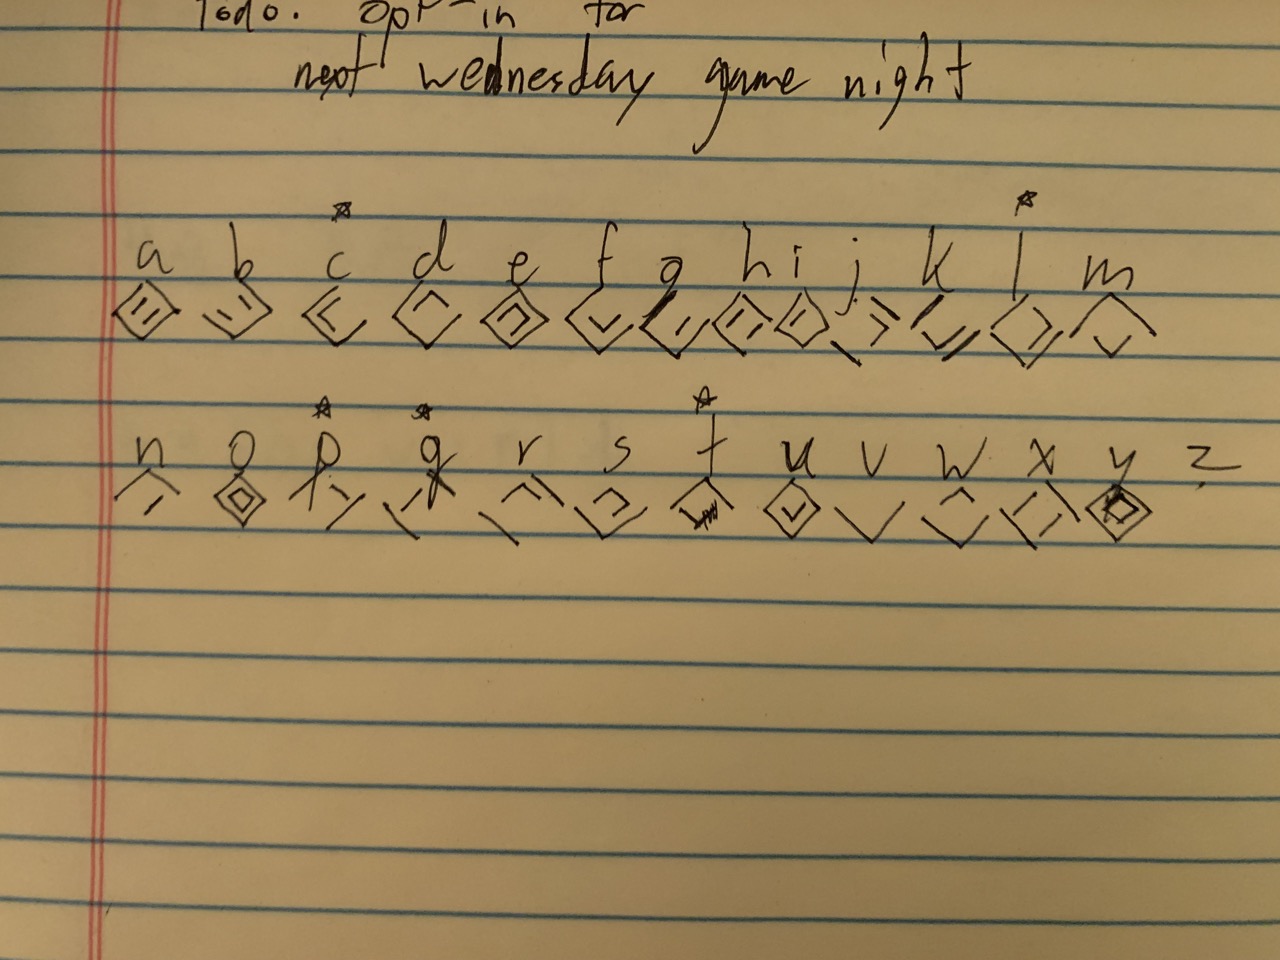 Todo. Opt-in for
next wednesday game night
a b c d e f g h i j k l m
n o p q r s t u v w x y z